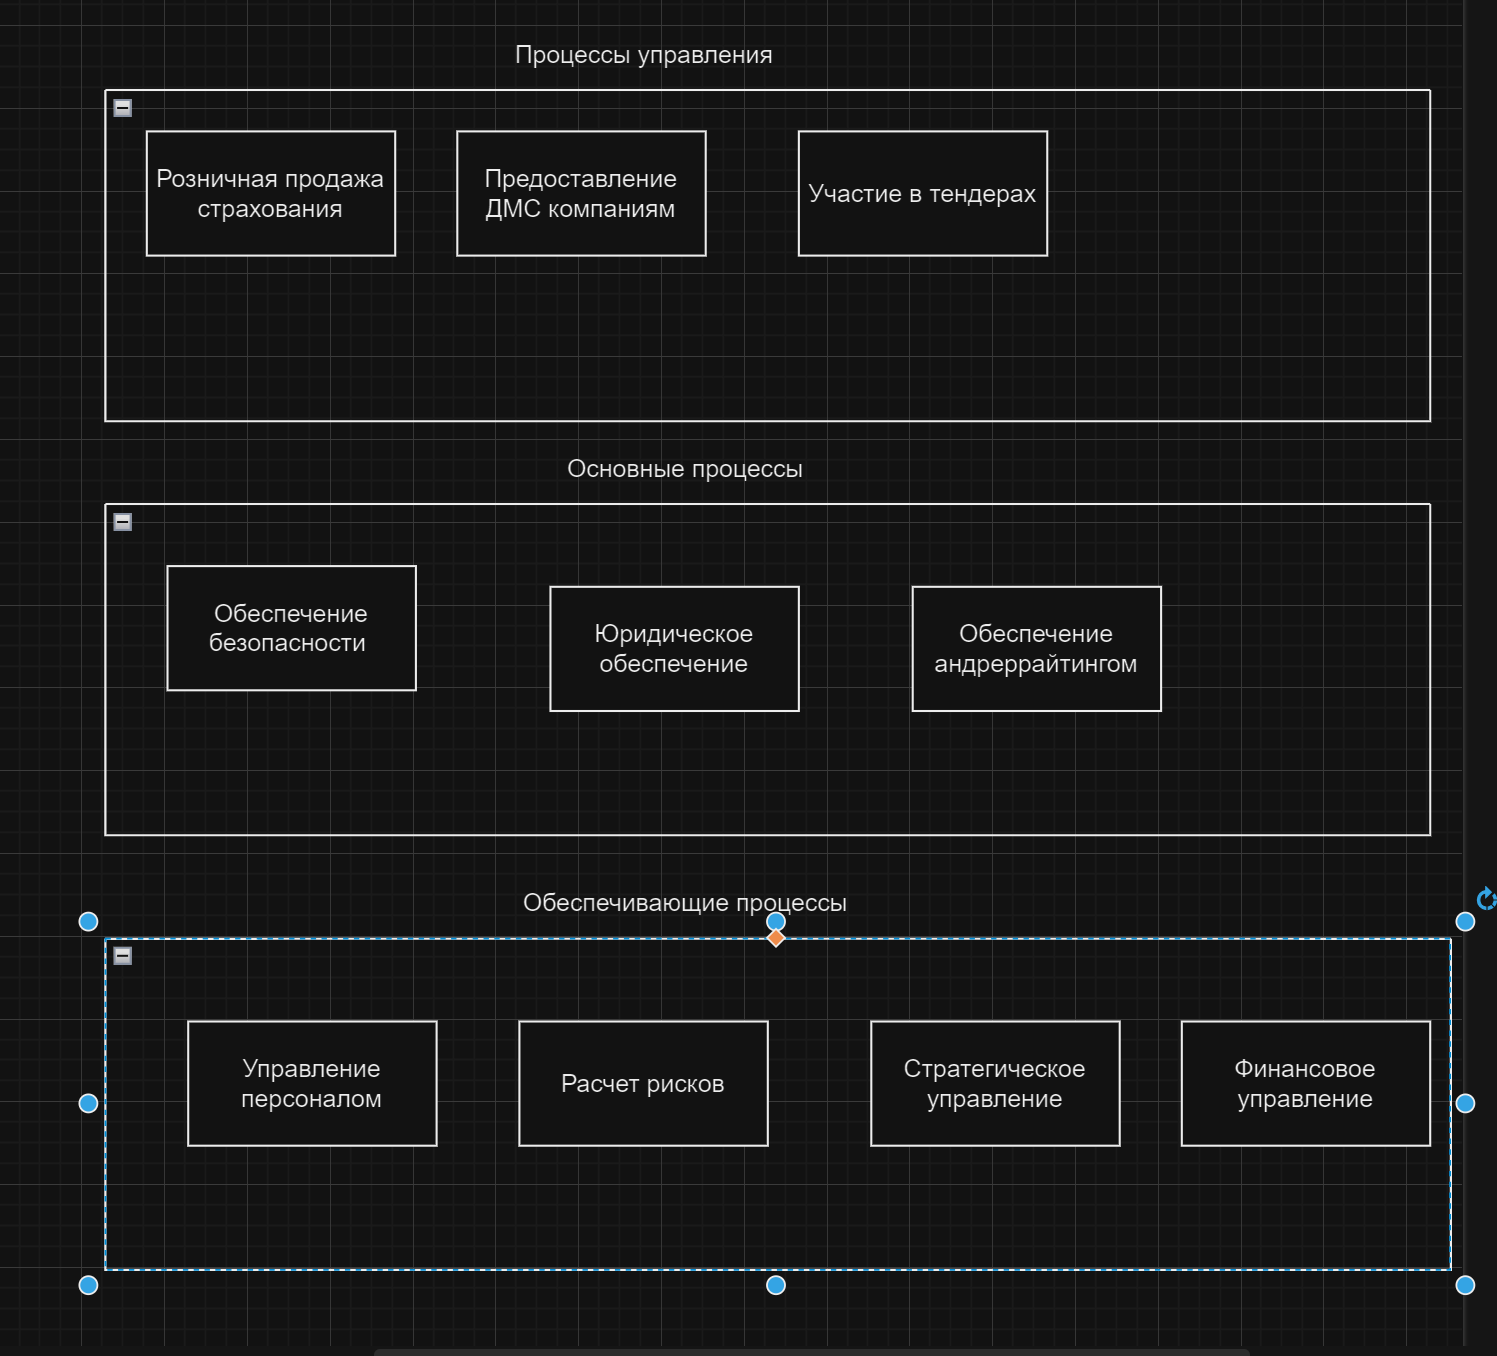 Процессы управления
Розничная продажа
страхования
Предоставление
ДМС компаниям
Участие в тендерах
Основные процессы
Обеспечение
безопасности
Юридическое
обеспечение
Обеспечение
андреррайтингом
Обеспечивающие процессы
Управление
персоналом
Расчет рисков
Стратегическое
управление
Финансовое
управление